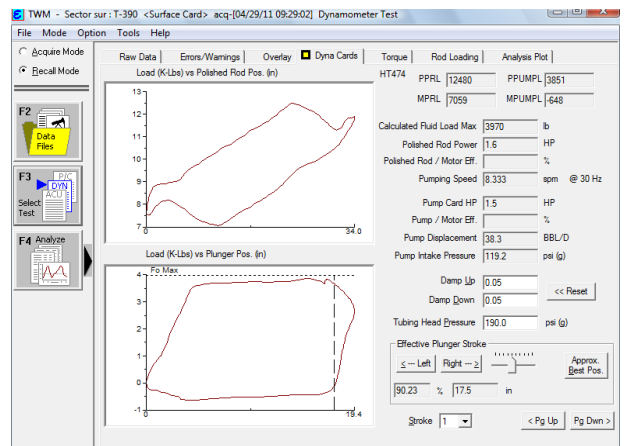 TWM - Sector sur : T-390 <Surface Card> acq-[04/29/11 09:29:02] Dynamometer Test
File Mode Option Tools Help
Acquire Mode
Recall Mode
F2
Data
Files
F3
P/C
DYN
ACU
Select
Test
F4 Analyze
Raw Data
Errors/Warnings
Overlay
Dyna Cards
Torque
Rod Loading
Analysis Plot
Load (K-Lbs) vs Polished Rod Pos. (in)
13
12
11
10
9
8
7
0
34.0
Load (K-Lbs) vs Plunger Pos. (in)
Fo Max
4
3
2
1
0
-1
0
19.4
HT474
PPRL 12480 PPUMPL 3851
MPRL 7059 MPUMPL -648
Calculated Fluid Load Max 3970 lb
Polished Rod Power 1.6 HP
Polished Rod / Motor Eff. %
Pumping Speed 8.333 spm @ 30 Hz
Pump Card HP 1.5 HP
Pump / Motor Eff. %
Pump Displacement 38.3 BBL/D
Pump Intake Pressure 119.2 psi (g)
Damp Up 0.05
Damp Down 0.05
<< Reset
Tubing Head Pressure 190.0 psi (g)
Effective Plunger Stroke
< --- Left Right --- >
Approx.
Best Pos.
90.23 % 17.5 in
Stroke 1
< Pg Up Pg Dwn >